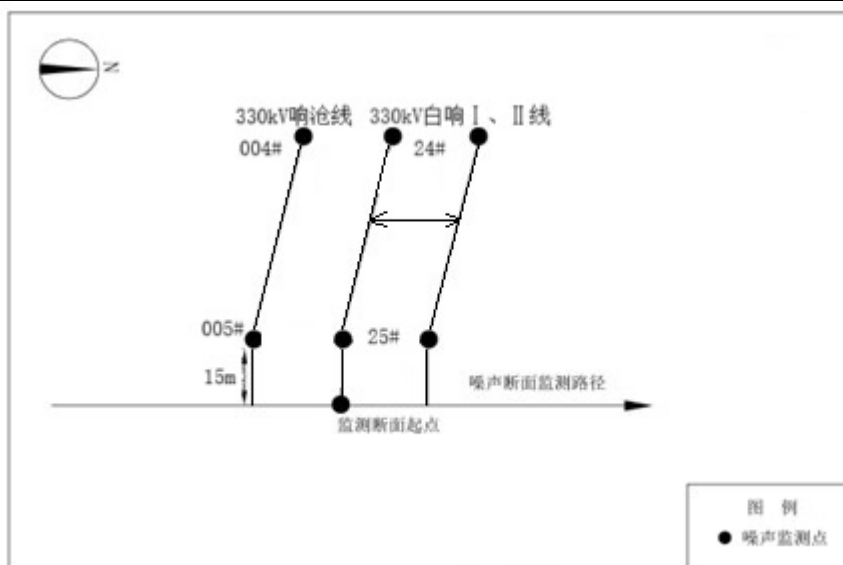 N
330kV响沧线 330kV白响Ⅰ、Ⅱ线
004# 24#
005# 25#
15m
噪声断面监测路径
监测断面起点
图 例
噪声监测点